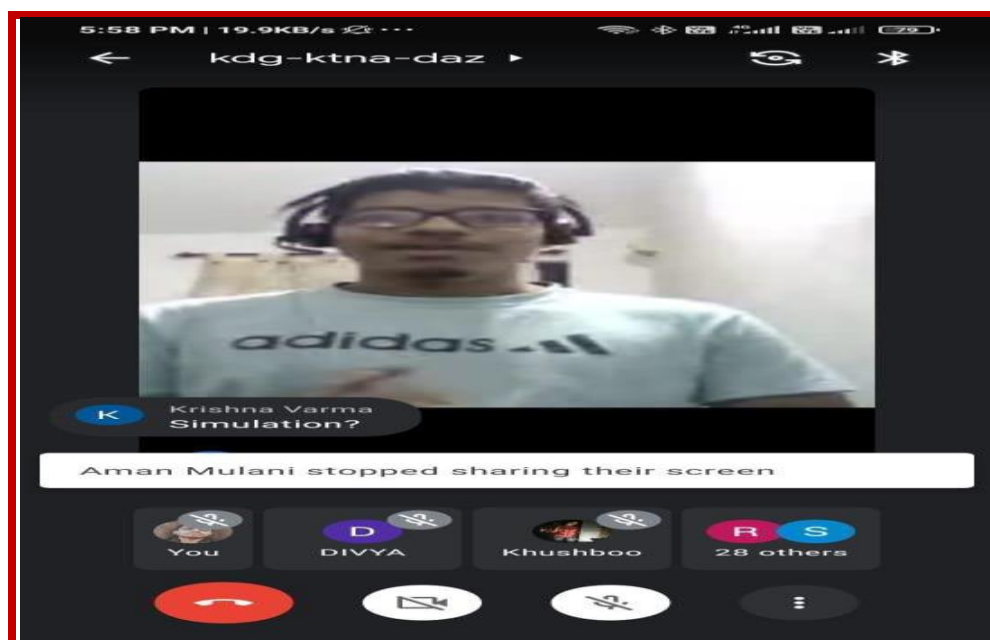 5:58 PM | 19.9KB/s
79
kdg-ktna-daz
adidas
K
Krishna Varma
Simulation?
Aman Mulani stopped sharing their screen
D
R S
You
DIVYA
Khushboo
28 others